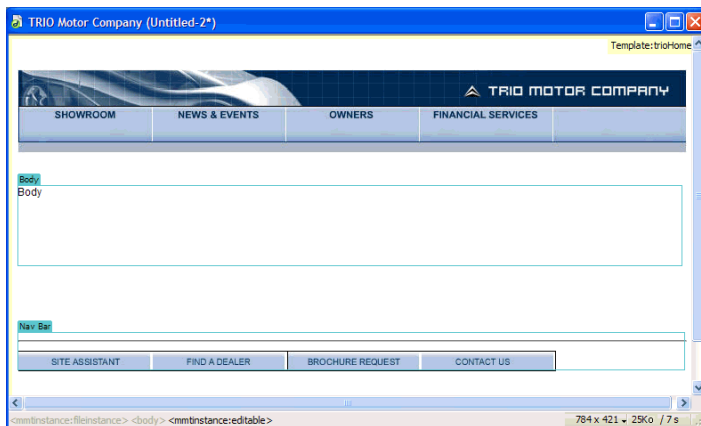 TRIO Motor Company (Untitled-2*)
Template:trioHome
TRIO MOTOR COMPANY
SHOWROOM NEWS & EVENTS OWNERS FINANCIAL SERVICES
Body
Body
Nav Bar
SITE ASSISTANT FIND A DEALER BROCHURE REQUEST CONTACT US
<mmtinstance:fileinstance> <body> <mmtinstance:editable> 784 x 421 25Ko / 7 s